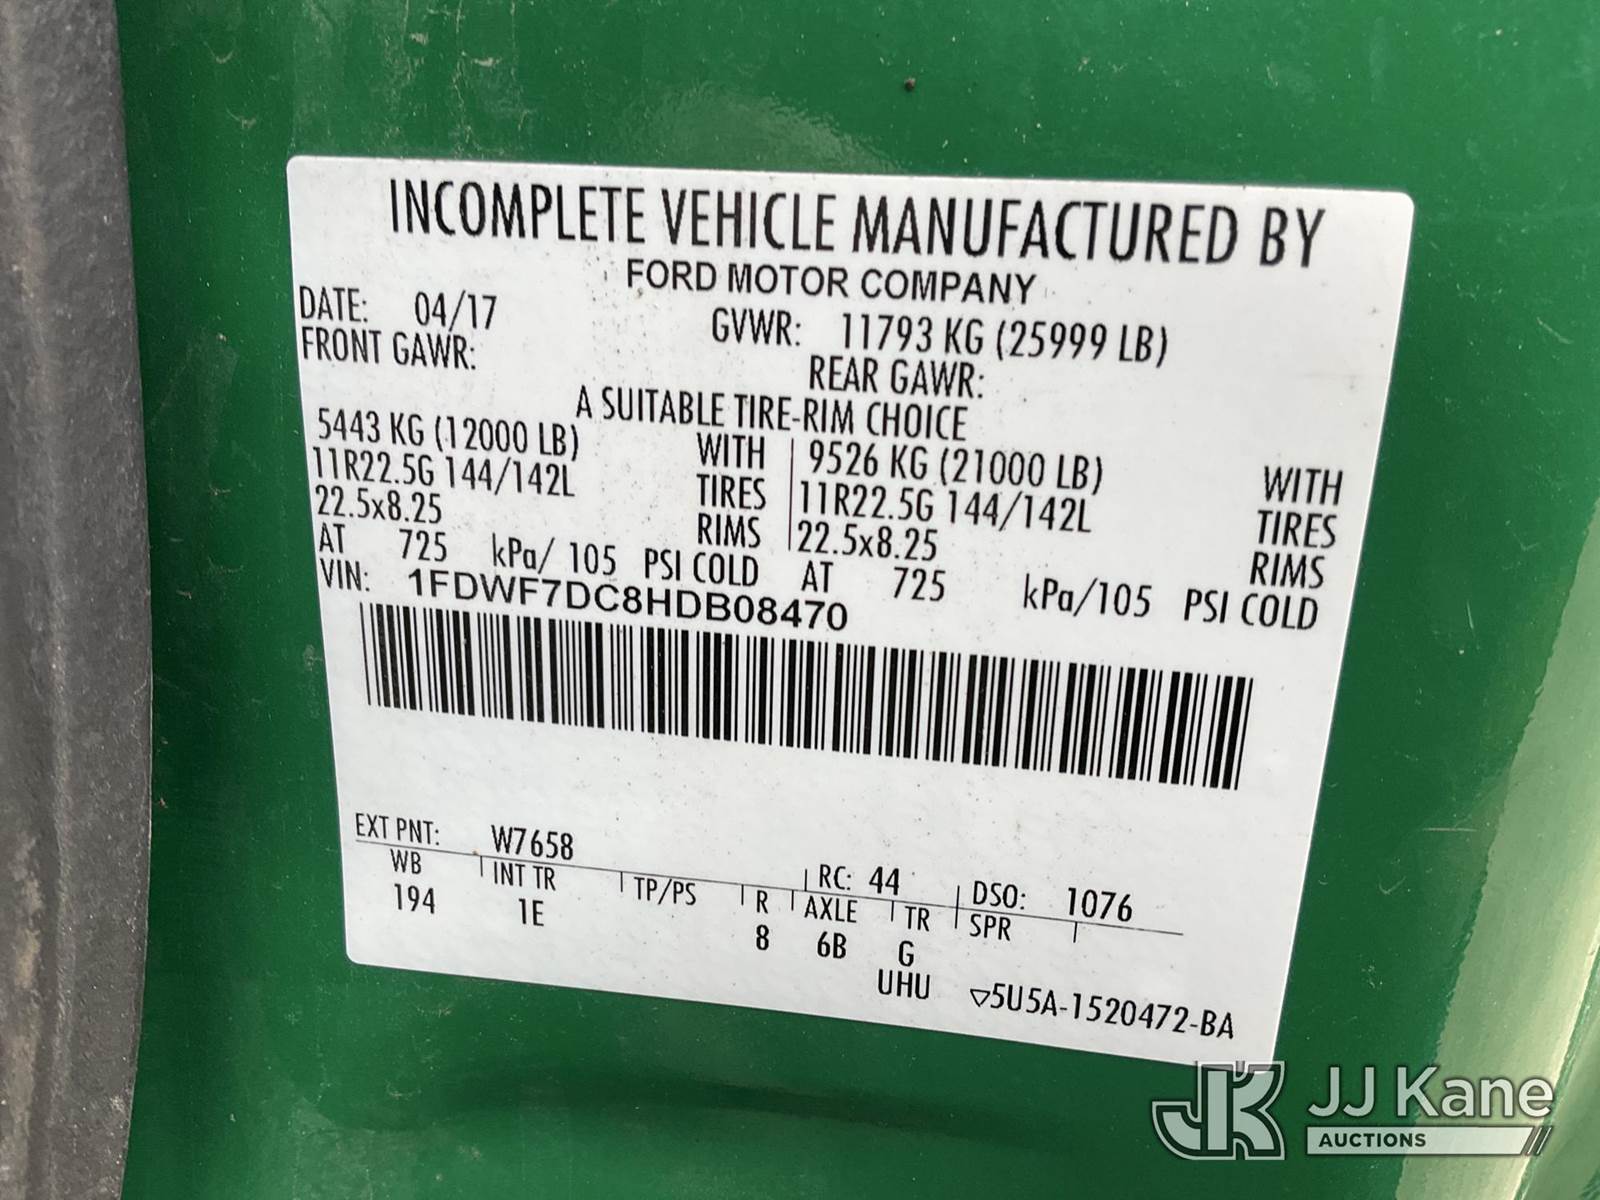 INCOMPLETE VEHICLE MANUFACTURED BY
FORD MOTOR COMPANY
DATE: 04/17 GVWR: 11793 KG (25999 LB)
FRONT GAWR: REAR GAWR:
A SUITABLE TIRE-RIM CHOICE
5443 KG (12000 LB) WITH 9526 KG (21000 LB) WITH
11R22.5G 144/142L TIRES 11R22.5G 144/142L TIRES
22.5x8.25 RIMS 22.5x8.25 RIMS
AT 725 kPa/ 105 PSI COLD AT 725 kPa/105 PSI COLD
VIN: 1FDWF7DC8HDB08470
EXT PNT: W7658 RC: 44 DSO: 1076
WB INT TR TP/PS R AXLE TR SPR
194 1E 8 6B G
UHU ▽5U5A-1520472-BA
JK JJ Kane
AUCTIONS